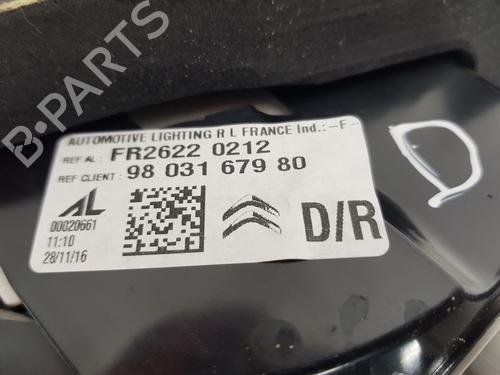 AUTOMOTIVE LIGHTING R L FRANCE Ind.: -F-
REF AL : FR2622 0212
REF CLIENT : 98 031 679 80
AL
00020661
11:10
28/11/16
D/R
D
B-PARTS